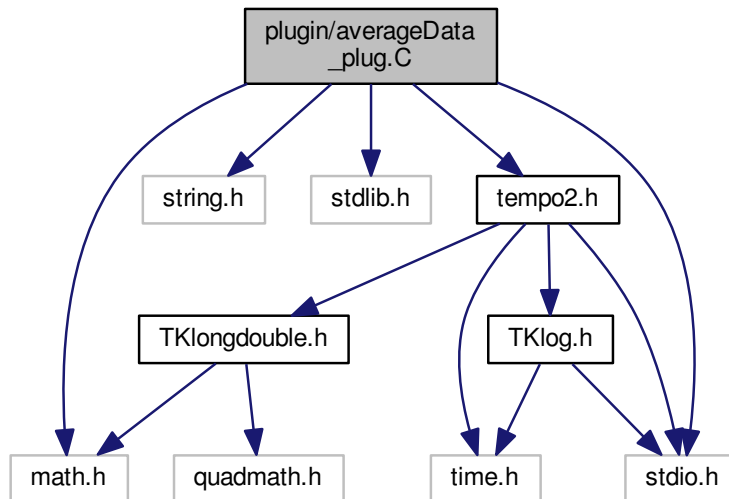 plugin/averageData
_plug.C
string.h
stdlib.h
tempo2.h
TKlongdouble.h
TKlog.h
math.h
quadmath.h
time.h
stdio.h